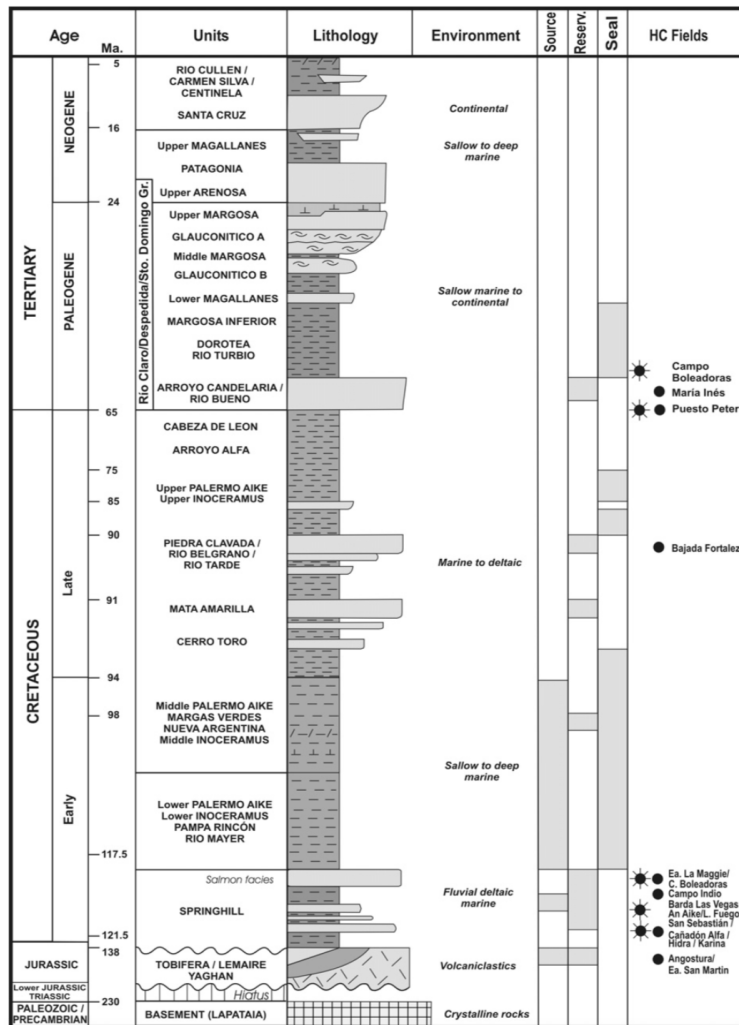 Age
Ma.
Units
Lithology
Environment
Source
Reserv.
Seal
HC Fields
TERTIARY
NEOGENE
PALEOGENE
CRETACEOUS
Late
Early
JURASSIC
Lower JURASSIC
TRIASSIC
PALEOZOIC /
PRECAMBRIAN
5
16
24
65
75
85
90
91
94
98
117.5
121.5
138
230
Río Claro/Despedida/Sto. Domingo Gr.
RIO CULLEN /
CARMEN SILVA /
CENTINELA
SANTA CRUZ
Upper MAGALLANES
PATAGONIA
Upper ARENOSA
Upper MARGOSA
GLAUCONITICO A
Middle MARGOSA
GLAUCONITICO B
Lower MAGALLANES
MARGOSA INFERIOR
DOROTEA
RIO TURBIO
ARROYO CANDELARIA /
RIO BUENO
CABEZA DE LEON
ARROYO ALFA
Upper PALERMO AIKE
Upper INOCERAMUS
PIEDRA CLAVADA /
RIO BELGRANO /
RIO TARDE
MATA AMARILLA
CERRO TORO
Middle PALERMO AIKE
MARGAS VERDES
NUEVA ARGENTINA
Middle INOCERAMUS
Lower PALERMO AIKE
Lower INOCERAMUS
PAMPA RINCÓN
RIO MAYER
Salmon facies
SPRINGHILL
TOBIFERA / LEMAIRE
YAGHAN
Hiatus
BASEMENT (LAPATAIA)
Continental
Sallow to deep
marine
Sallow marine to
continental
Marine to deltaic
Sallow to deep
marine
Fluvial deltaic
marine
Volcaniclastics
Crystalline rocks
Campo
Boleadoras
María Inés
Puesto Peter
Bajada Fortalez
Ea. La Maggie/
C. Boleadoras
Campo Indio
Barda Las Vegas
An Aike/L. Fuego
San Sebastián /
Cañadón Alfa /
Hidra / Karina
Angostura/
Ea. San Martin